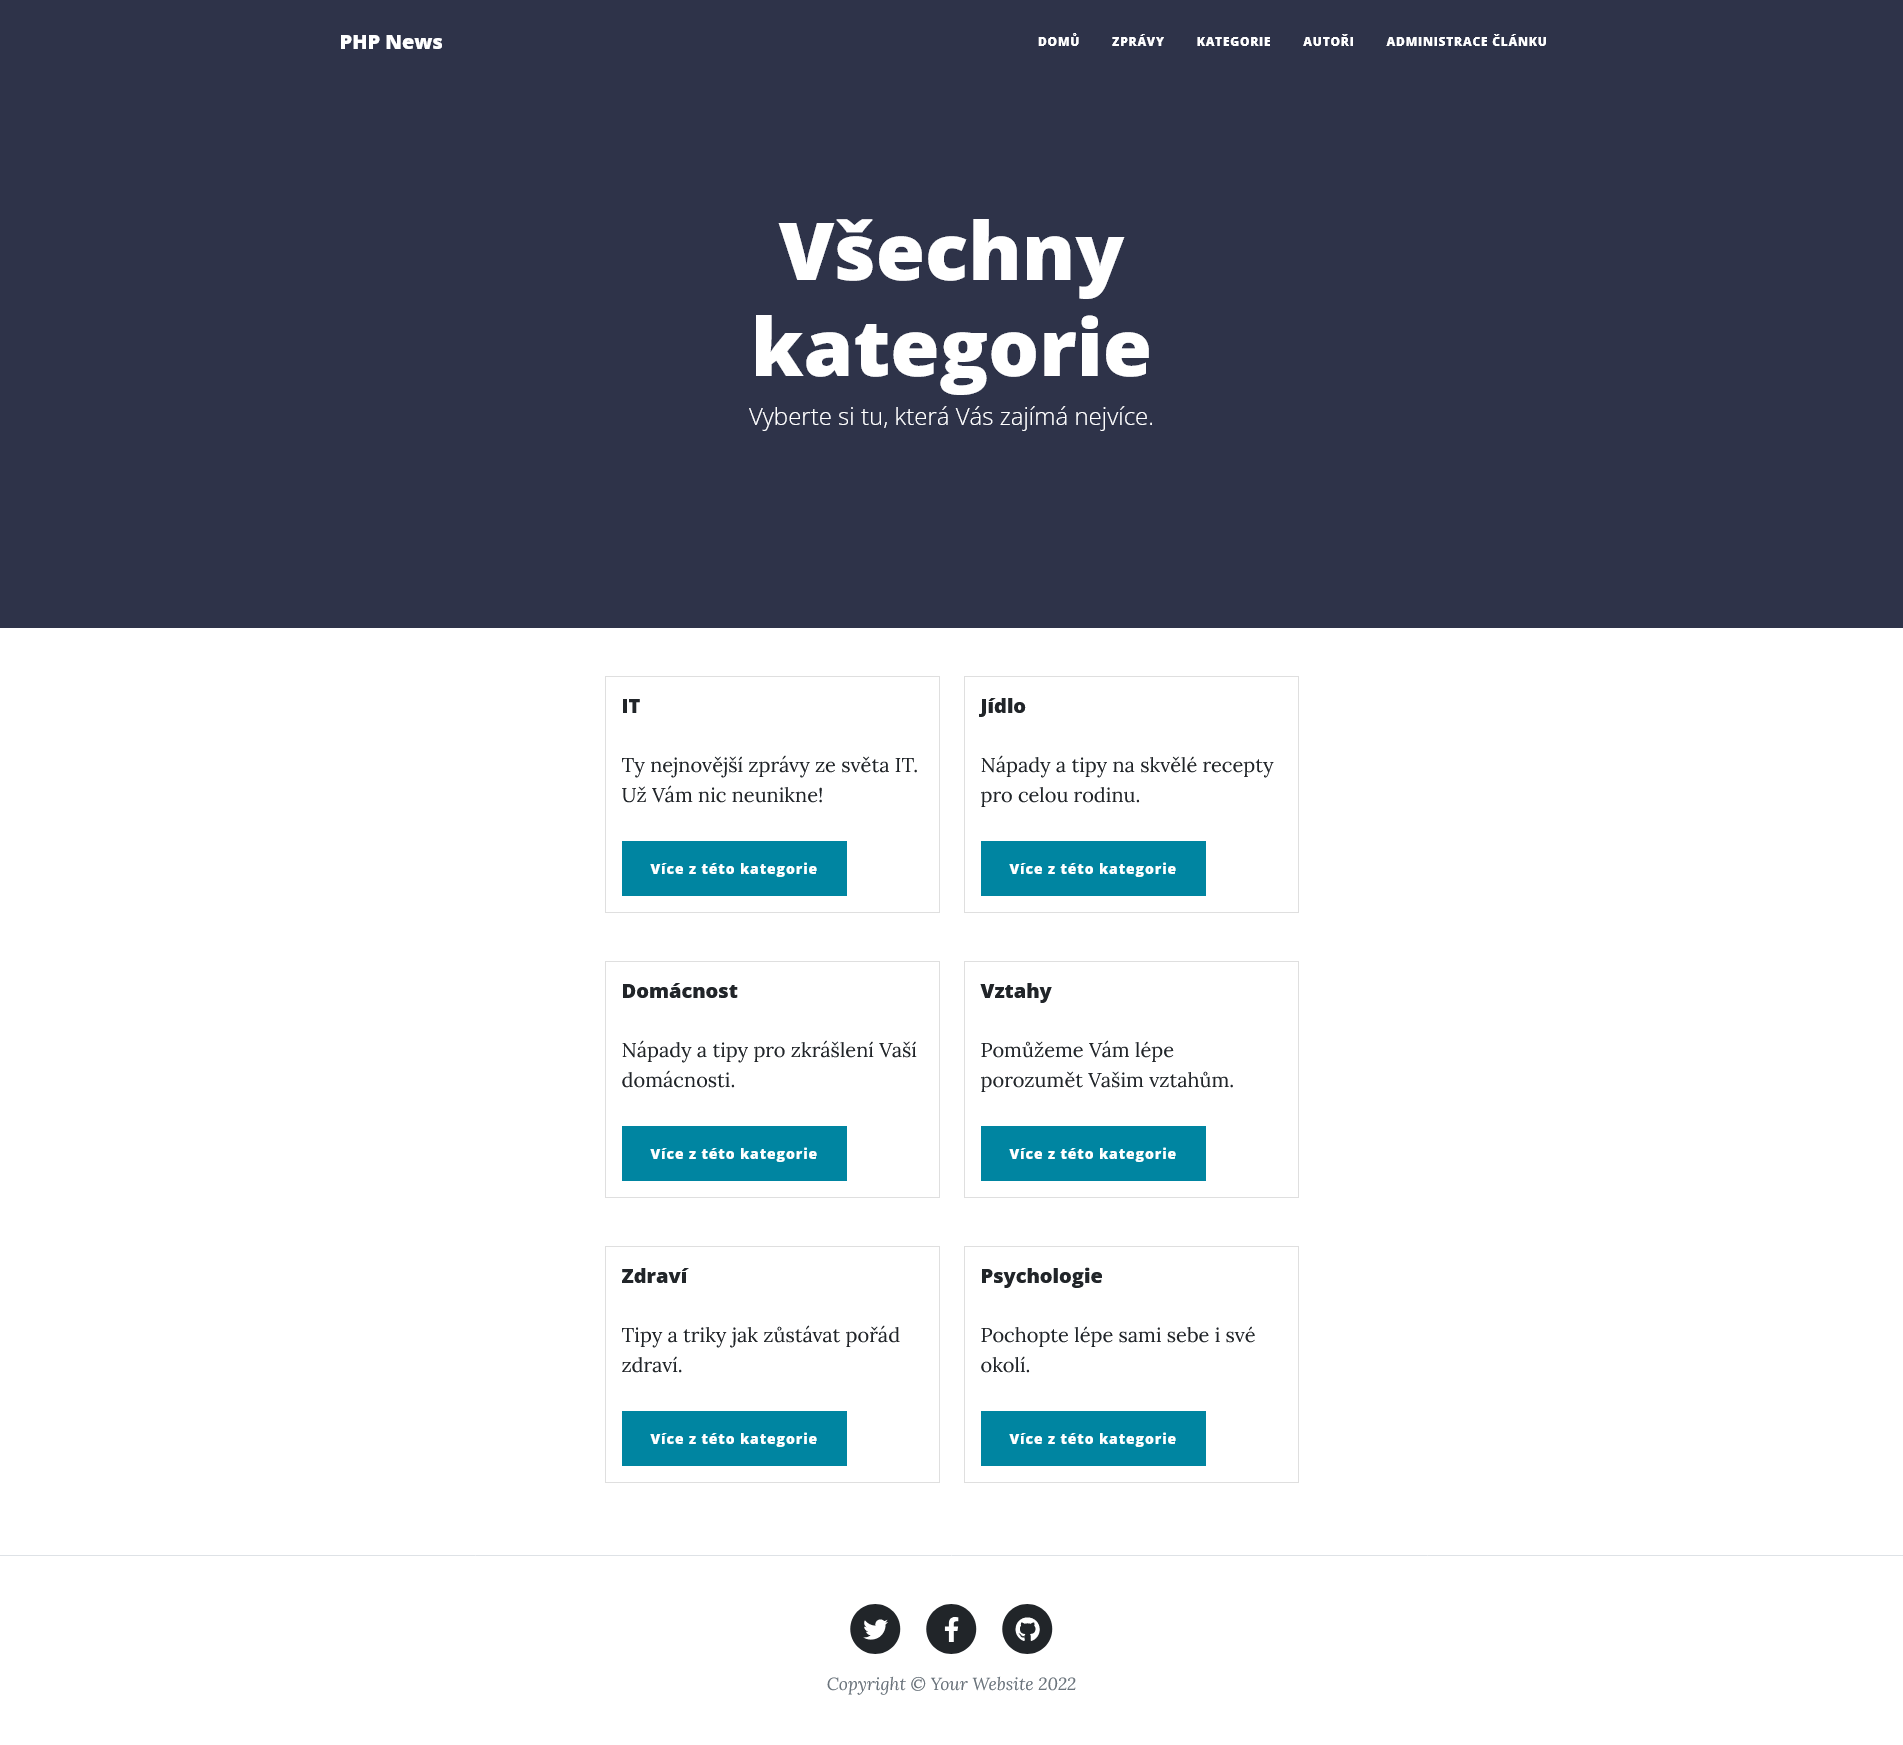 PHP News
DOMŮ ZPRÁVY KATEGORIE AUTOŘI ADMINISTRACE ČLÁNKU
Všechny
kategorie
Vyberte si tu, která Vás zajímá nejvíce.
IT
Ty nejnovější zprávy ze světa IT.
Už Vám nic neunikne!
Více z této kategorie
Jídlo
Nápady a tipy na skvělé recepty
pro celou rodinu.
Více z této kategorie
Domácnost
Nápady a tipy pro zkrášlení Vaší
domácnosti.
Více z této kategorie
Vztahy
Pomůžeme Vám lépe
porozumět Vašim vztahům.
Více z této kategorie
Zdraví
Tipy a triky jak zůstávat pořád
zdraví.
Více z této kategorie
Psychologie
Pochopte lépe sami sebe i své
okolí.
Více z této kategorie
Copyright © Your Website 2022